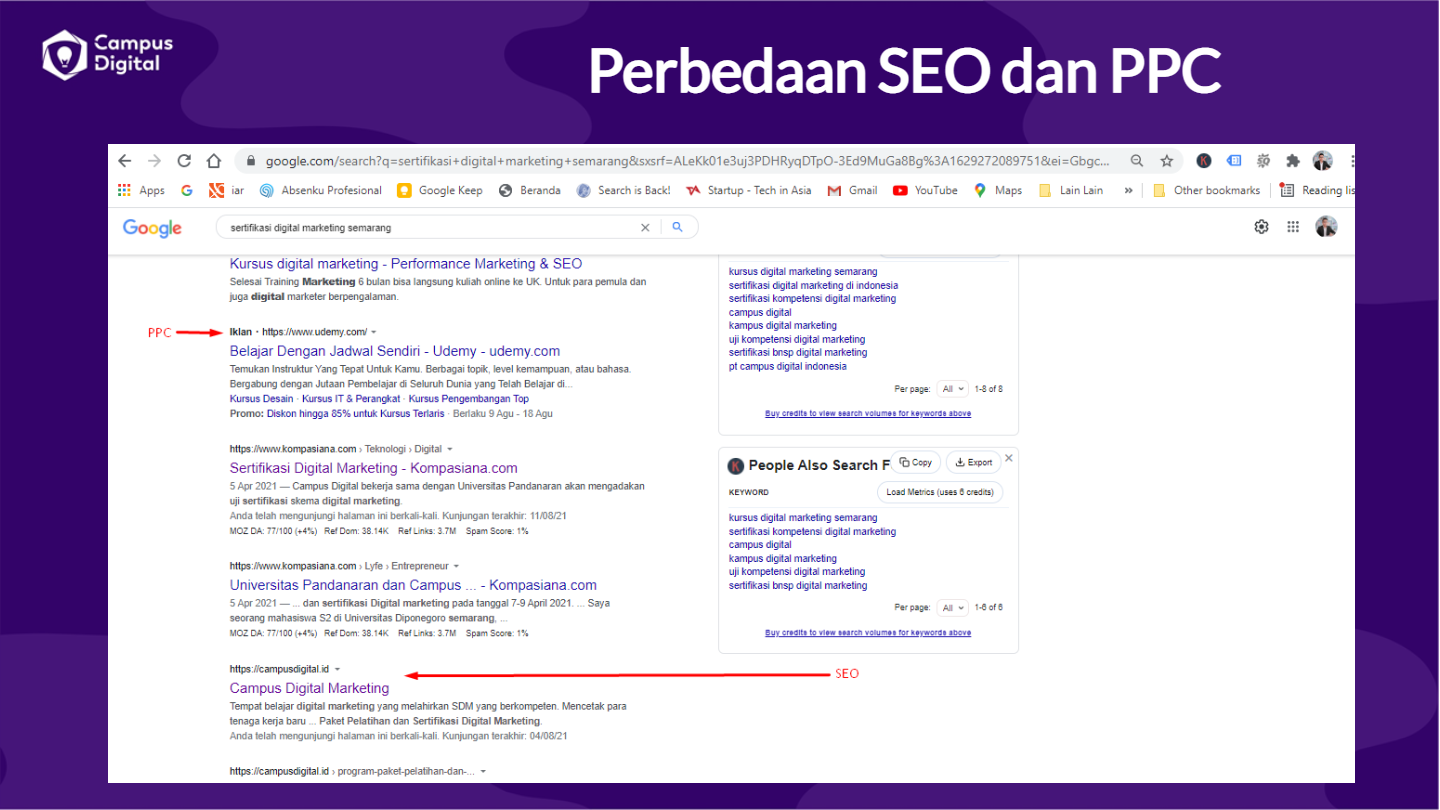 Campus
Digital
Perbedaan SEO dan PPC
google.com/search?q=sertifikasi+digital+marketing+semarang&sxsrf=ALeKk01e3uj3PDHRyqDTpO-3Ed9MuGa8Bg%3A1629272089751&ei=Gbgc...
Apps
iar
Absenku Profesional
Google Keep
Beranda
Search is Back!
Startup - Tech in Asia
Gmail
YouTube
Maps
Lain Lain
»
Other bookmarks
Reading lis
Google
sertifikasi digital marketing semarang
Kursus digital marketing - Performance Marketing & SEO
Selesai Training Marketing 6 bulan bisa langsung kuliah online ke UK. Untuk para pemula dan
juga digital marketer berpengalaman.
PPC
Iklan · https://www.udemy.com/
Belajar Dengan Jadwal Sendiri - Udemy - udemy.com
Temukan Instruktur Yang Tepat Untuk Kamu. Berbagai topik, level kemampuan, atau bahasa.
Bergabung dengan Jutaan Pembelajar di Seluruh Dunia yang Telah Belajar di...
Kursus Desain · Kursus IT & Perangkat · Kursus Pengembangan Top
Promo: Diskon hingga 85% untuk Kursus Terlaris · Berlaku 9 Agu - 18 Agu
https://www.kompasiana.com › Teknologi › Digital
Sertifikasi Digital Marketing - Kompasiana.com
5 Apr 2021 — Campus Digital bekerja sama dengan Universitas Pandanaran akan mengadakan
uji sertifikasi skema digital marketing.
Anda telah mengunjungi halaman ini berkali-kali. Kunjungan terakhir: 11/08/21
MOZ DA: 77/100 (+4%) Ref Dom: 38.14K Ref Links: 3.7M Spam Score: 1%
https://www.kompasiana.com › Lyfe › Entrepreneur
Universitas Pandanaran dan Campus ... - Kompasiana.com
5 Apr 2021 — ... dan sertifikasi Digital marketing pada tanggal 7-9 April 2021. ... Saya
seorang mahasiswa S2 di Universitas Diponegoro semarang, ...
MOZ DA: 77/100 (+4%) Ref Dom: 38.14K Ref Links: 3.7M Spam Score: 1%
https://campusdigital.id
Campus Digital Marketing
SEO
Tempat belajar digital marketing yang melahirkan SDM yang berkompeten. Mencetak para
tenaga kerja baru ... Paket Pelatihan dan Sertifikasi Digital Marketing.
Anda telah mengunjungi halaman ini berkali-kali. Kunjungan terakhir: 04/08/21
https://campusdigital.id › program-paket-pelatihan-dan-...
kursus digital marketing semarang
sertifikasi digital marketing di indonesia
sertifikasi kompetensi digital marketing
campus digital
kampus digital marketing
uji kompetensi digital marketing
sertifikasi bnsp digital marketing
pt campus digital indonesia
Per page: All 1-8 of 8
Buy credits to view search volumes for keywords above
K People Also Search F
Copy
Export
KEYWORD
Load Metrics (uses 6 credits)
kursus digital marketing semarang
sertifikasi kompetensi digital marketing
campus digital
kampus digital marketing
uji kompetensi digital marketing
sertifikasi bnsp digital marketing
Per page: All 1-6 of 6
Buy credits to view search volumes for keywords above